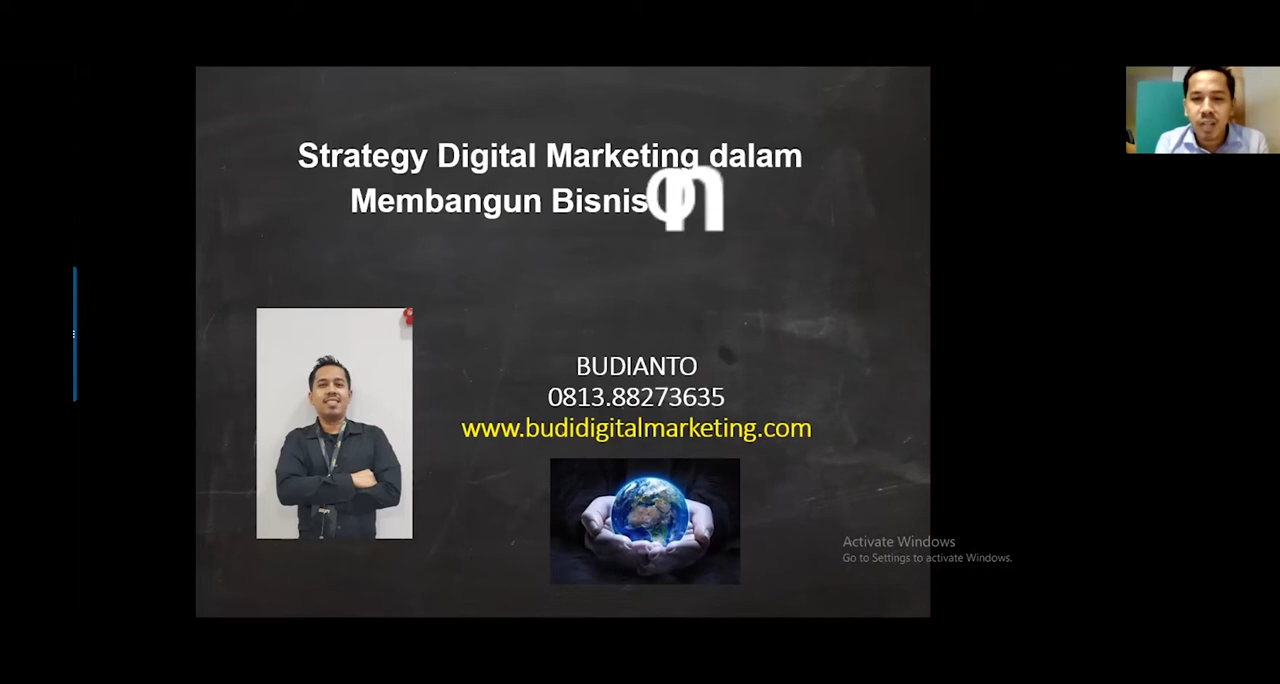 Strategy Digital Marketing dalam
Membangun Bisnis
BUDIANTO
0813.88273635
www.budidigitalmarketing.com
Activate Windows
Go to Settings to activate Windows.